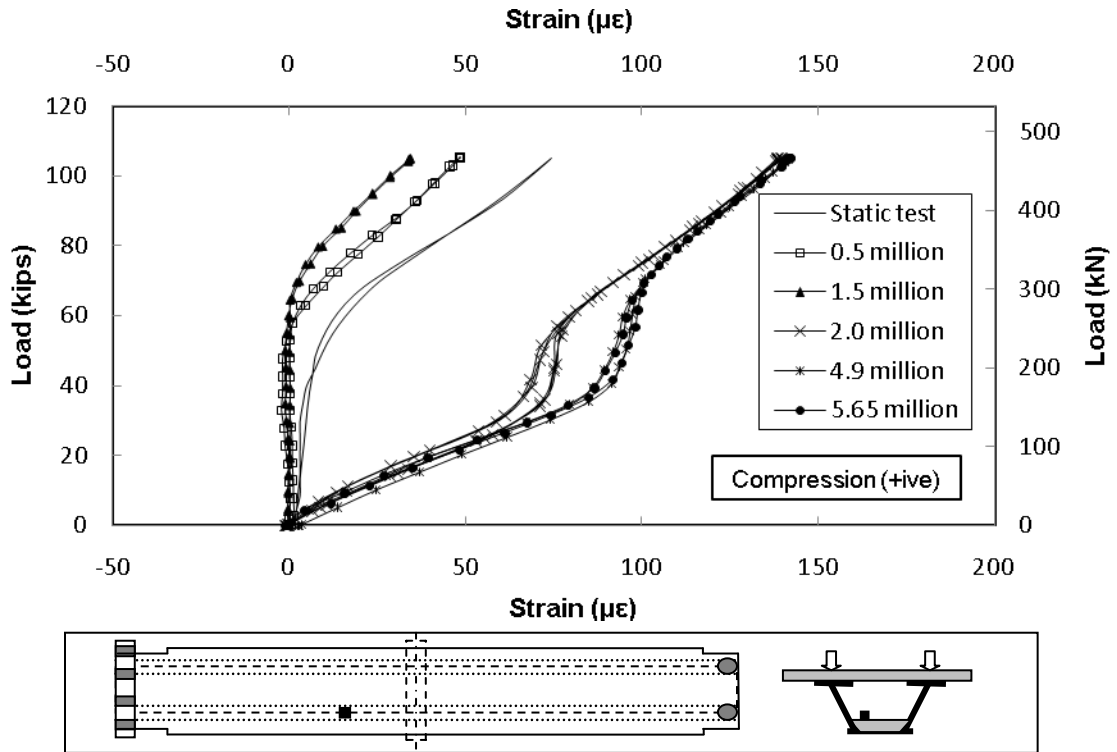 Strain (µε)
-50 0 50 100 150 200
120 500
100 400
80 300
60 200
40 100
20 0
0
Load (kips)
Load (kN)
Static test
0.5 million
1.5 million
2.0 million
4.9 million
5.65 million
Compression (+ive)
-50 0 50 100 150 200
Strain (µε)